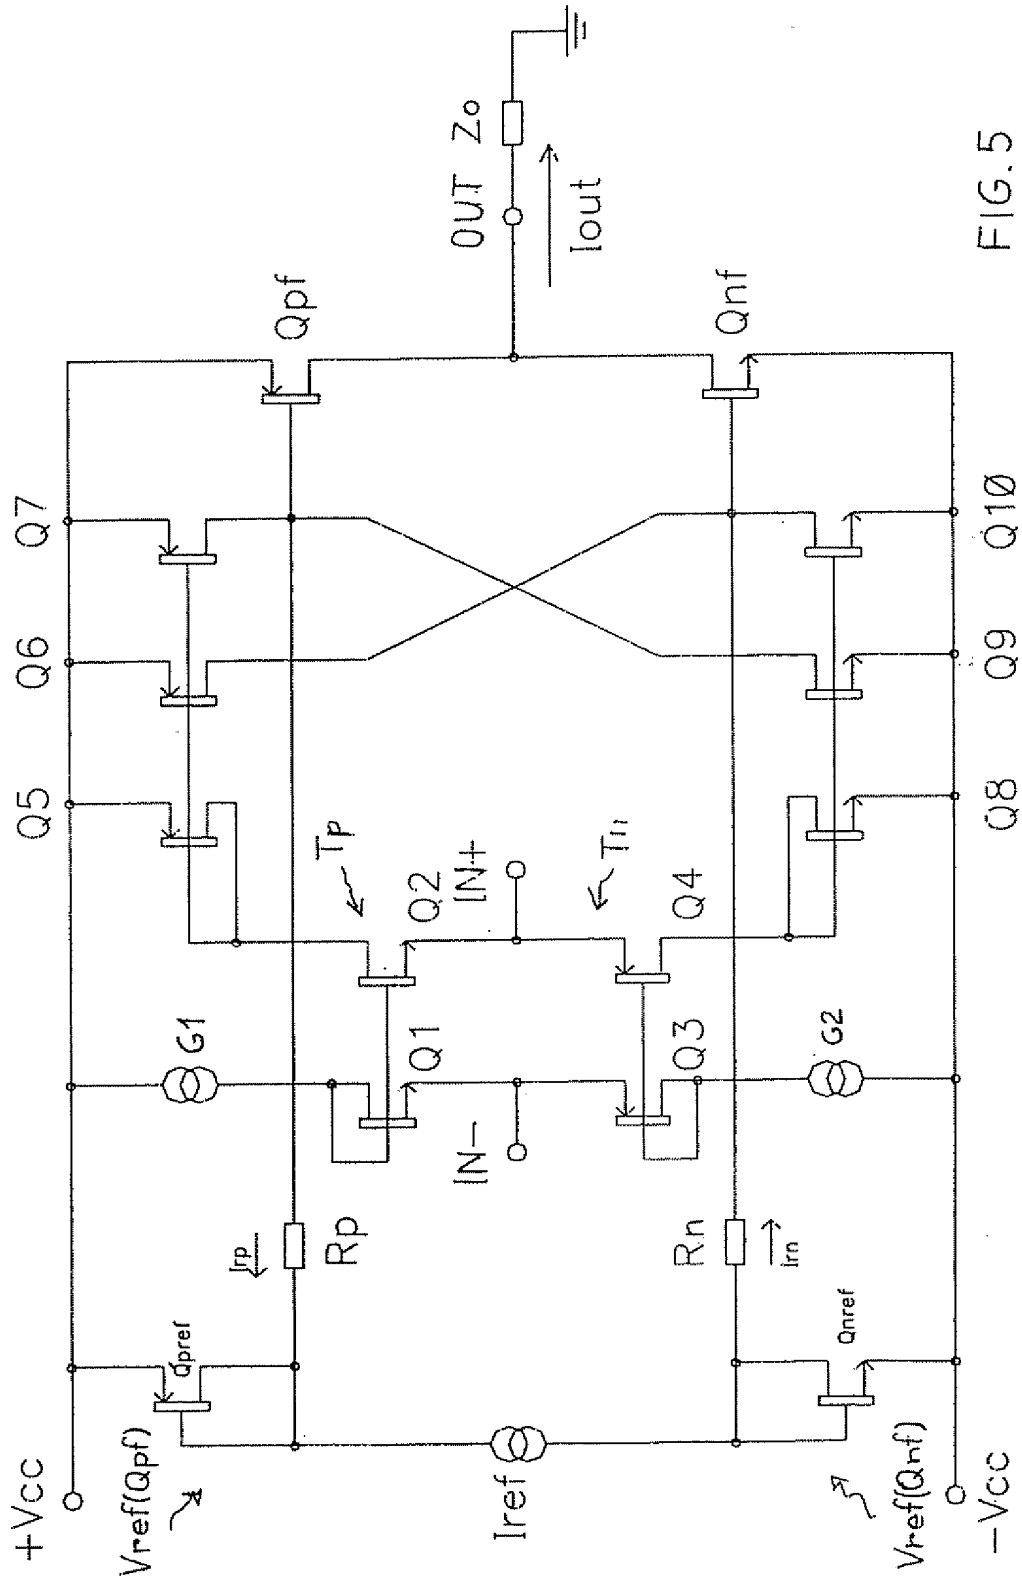 +Vcc
Vref(Qpf)
Qpref
Irp
Rp
G1
Q1
Tp
Q2
Q5
Q6
Q7
Qpf
Iref
IN-
IN+
OUT
Zo
Iout
Vref(Qnf)
Qnref
Rn
Irn
Q3
G2
Q4
Tn
Q8
Q9
Q10
Qnf
-Vcc
FIG.5